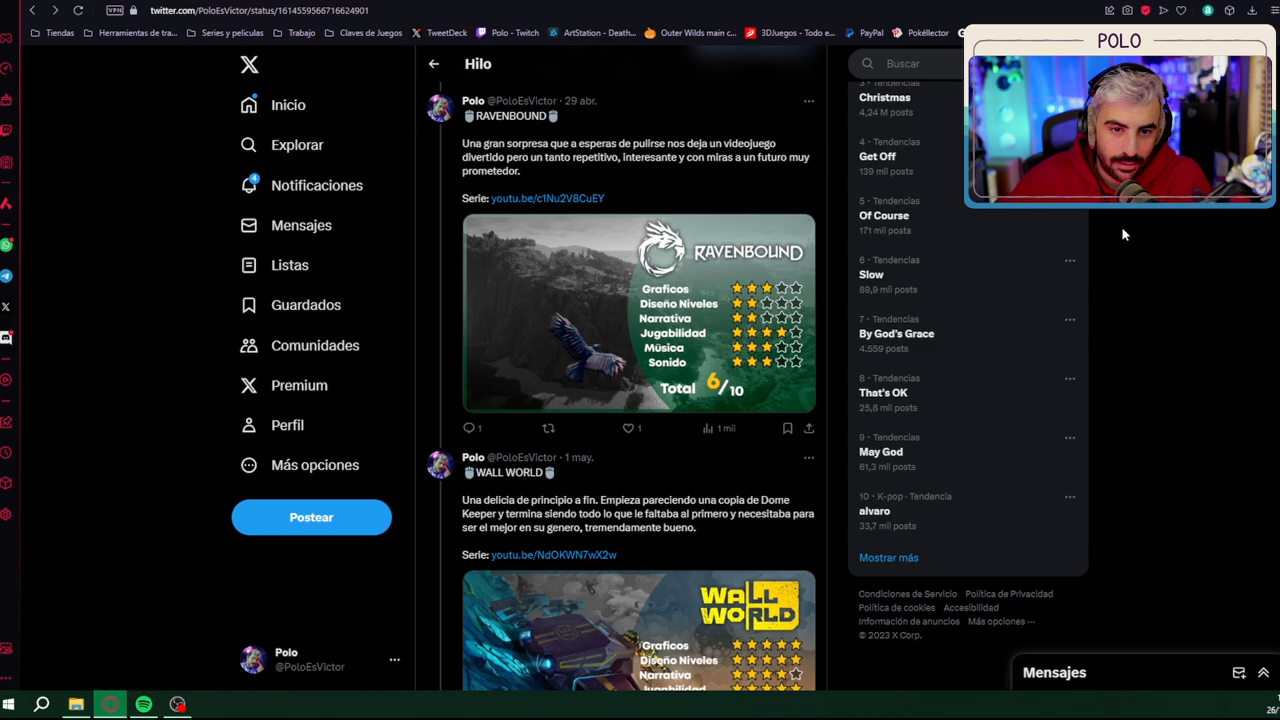 twitter.com/PoloEsVictor/status/1614559566716624901
VPN
Tiendas
Herramientas de tra...
Series y peliculas
Trabajo
Claves de Juegos
TweetDeck
Polo - Twitch
ArtStation - Death...
Outer Wilds main c...
3DJuegos - Todo e...
PayPal
Pokéllector
POLO
Inicio
Explorar
4
Notificaciones
Mensajes
Listas
Guardados
Comunidades
Premium
Perfil
Más opciones
Postear
Polo
@PoloEsVictor
Hilo
Polo @PoloEsVictor · 29 abr.
RAVENBOUND
Una gran sorpresa que a esperas de pulirse nos deja un videojuego
divertido pero un tanto repetitivo, interesante y con miras a un futuro muy
prometedor.
Serie: youtu.be/c1Nu2V8CuEY
RAVENBOUND
Graficos
Diseño Niveles
Narrativa
Jugabilidad
Música
Sonido
Total 6/10
1
1
1 mil
Polo @PoloEsVictor · 1 may.
WALL WORLD
Una delicia de principio a fin. Empieza pareciendo una copia de Dome
Keeper y termina siendo todo lo que le faltaba al primero y necesitaba para
ser el mejor en su genero, tremendamente bueno.
Serie: youtu.be/NdOKWN7wX2w
WALL
WORLD
Graficos
Diseño Niveles
Narrativa
Jugabilidad
Buscar
3 · Tendencias
Christmas
4,24 M posts
4 · Tendencias
Get Off
139 mil posts
5 · Tendencias
Of Course
171 mil posts
6 · Tendencias
Slow
89,9 mil posts
7 · Tendencias
By God's Grace
4.559 posts
8 · Tendencias
That's OK
25,8 mil posts
9 · Tendencias
May God
61,3 mil posts
10 · K-pop · Tendencia
alvaro
33,7 mil posts
Mostrar más
Condiciones de Servicio Política de Privacidad
Política de cookies Accesibilidad
Información de anuncios Más opciones ···
© 2023 X Corp.
Mensajes
26/